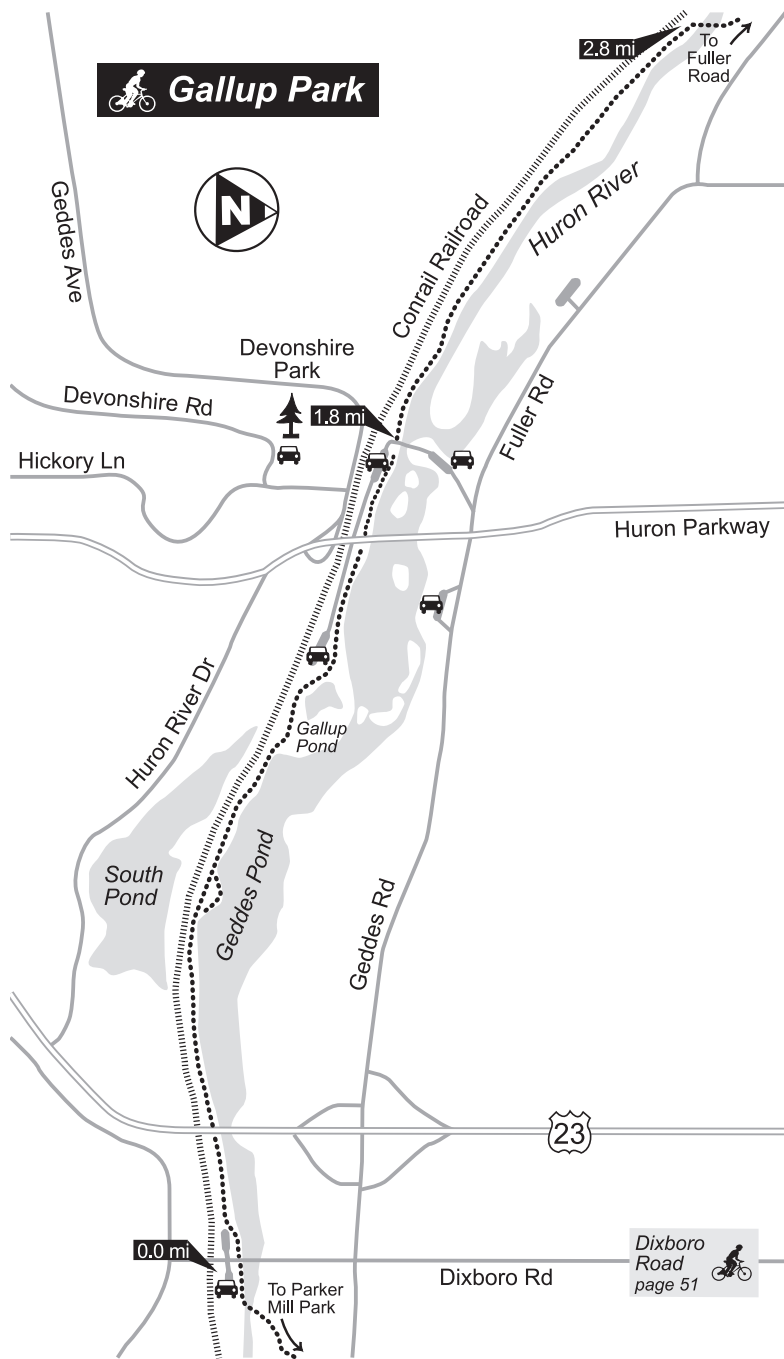 2.8 mi
To
Fuller
Road
Gallup Park
N
Geddes Ave
Huron River
Conrail Railroad
Devonshire
Park
Devonshire Rd
1.8 mi
Fuller Rd
Hickory Ln
Huron Parkway
Huron River Dr
Gallup
Pond
South
Pond
Geddes Pond
Geddes Rd
23
0.0 mi
Dixboro
Road
page 51
Dixboro Rd
To Parker
Mill Park